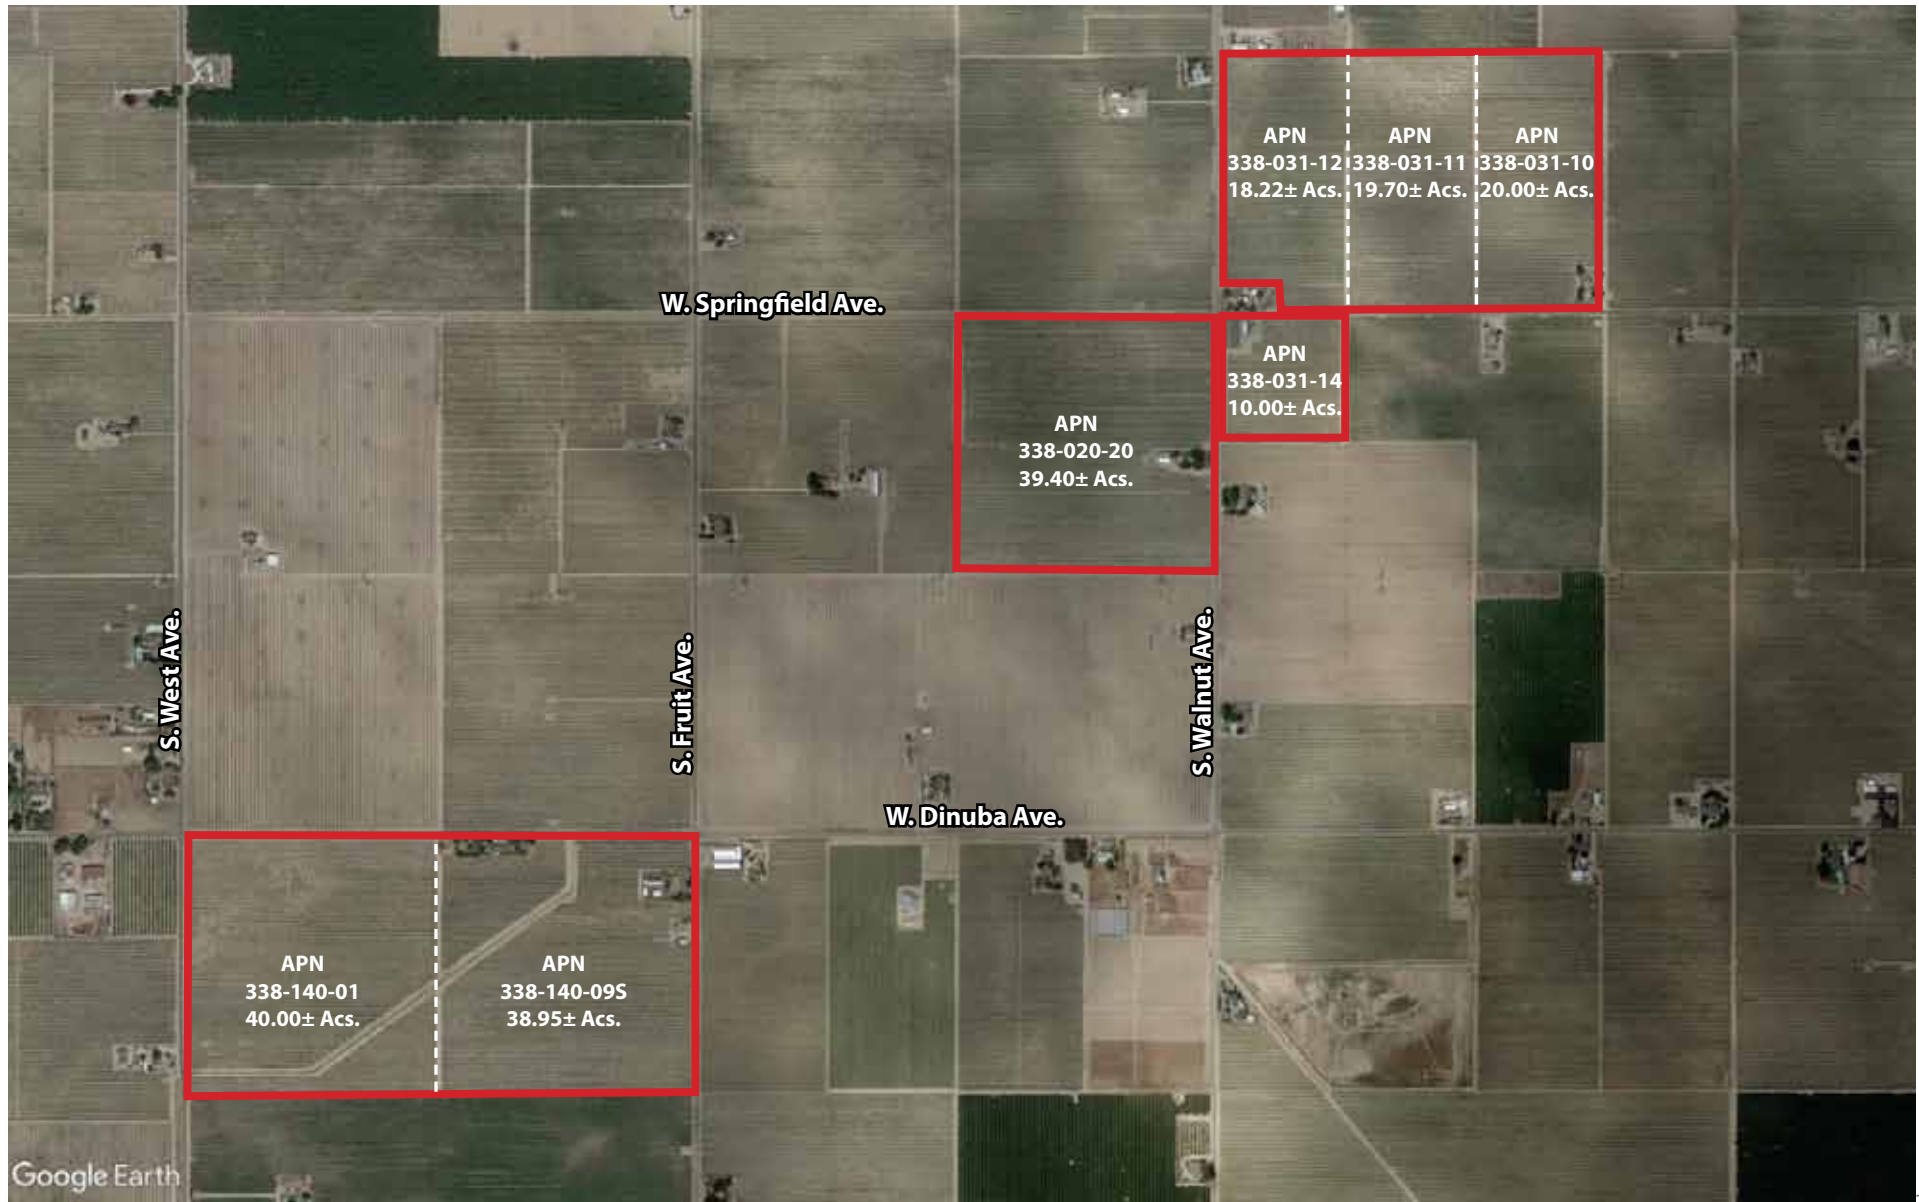 APN
338-031-12
18.22± Acs.
APN
338-031-11
19.70± Acs.
APN
338-031-10
20.00± Acs.
W. Springfield Ave.
APN
338-031-14
10.00± Acs.
APN
338-020-20
39.40± Acs.
S. West Ave.
S. Fruit Ave.
S. Walnut Ave.
W. Dinuba Ave.
APN
338-140-01
40.00± Acs.
APN
338-140-09S
38.95± Acs.
Google Earth